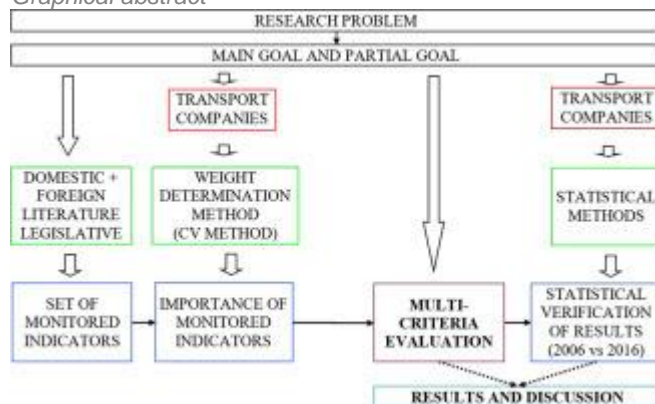 Graphical abstract
RESEARCH PROBLEM
MAIN GOAL AND PARTIAL GOAL
TRANSPORT
COMPANIES
TRANSPORT
COMPANIES
DOMESTIC +
FOREIGN
LITERATURE
LEGISLATIVE
WEIGHT
DETERMINATION
METHOD
(CV METHOD)
STATISTICAL
METHODS
SET OF
MONITORED
INDICATORS
IMPORTANCE OF
MONITORED
INDICATORS
MULTI-
CRITERIA
EVALUATION
STATISTICAL
VERIFICATION
OF RESULTS
(2006 vs 2016)
RESULTS AND DISCUSSION